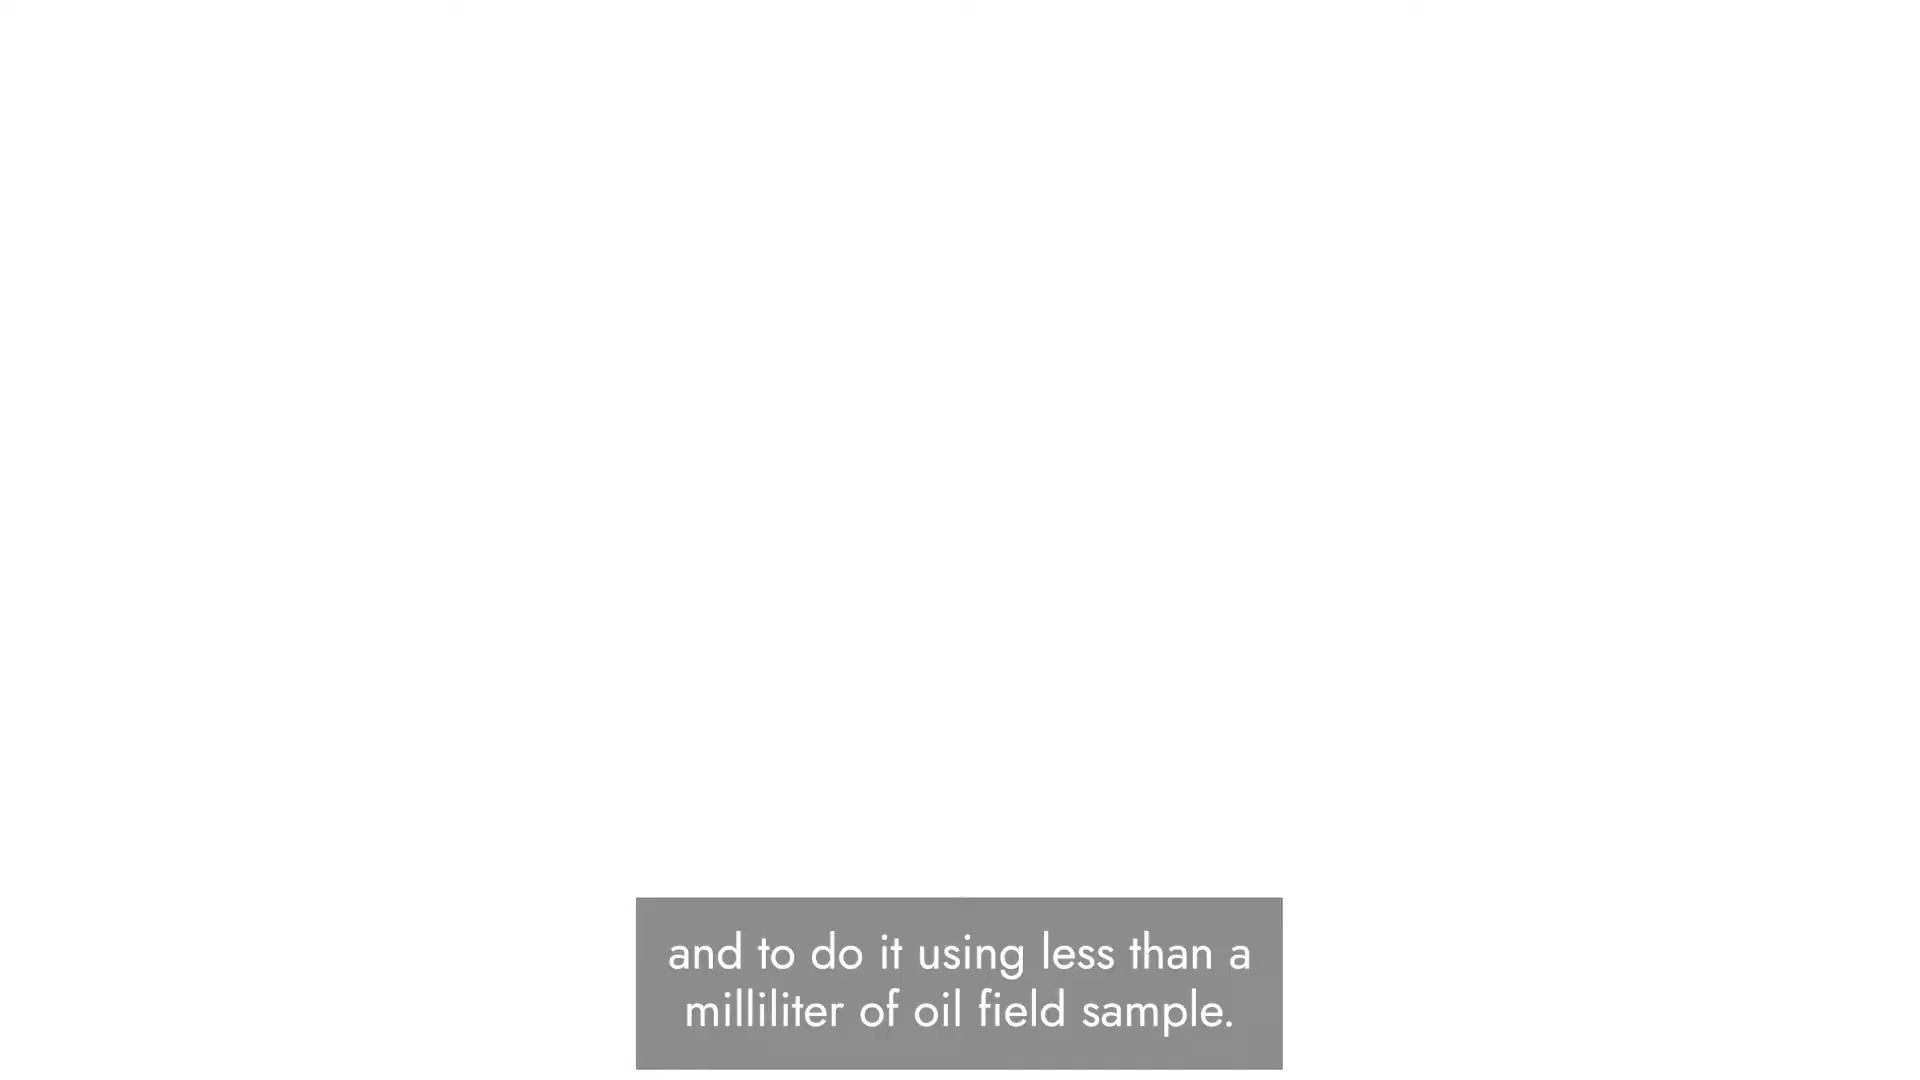 and to do it using less than a
milliliter of oil field sample.